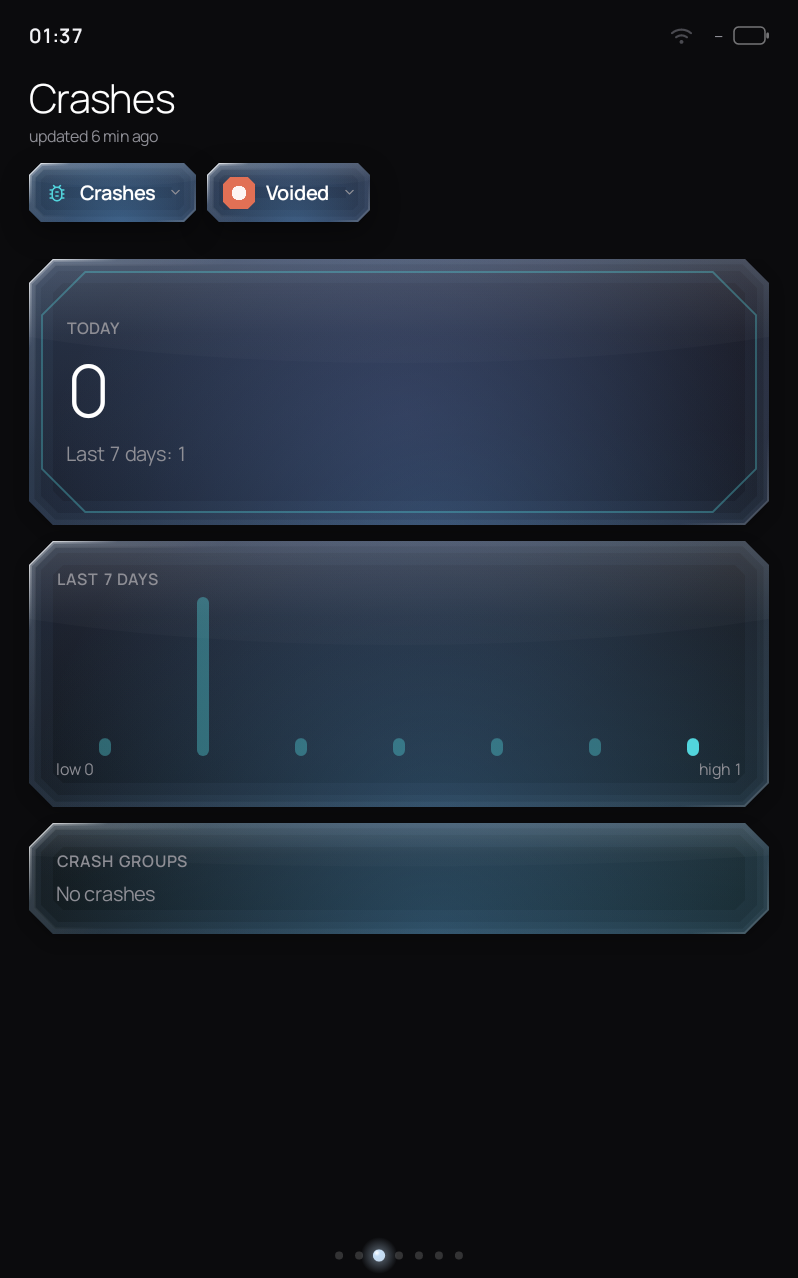 01:37
–
Crashes
updated 6 min ago
Crashes
Voided
TODAY
0
Last 7 days: 1
LAST 7 DAYS
low 0
high 1
CRASH GROUPS
No crashes